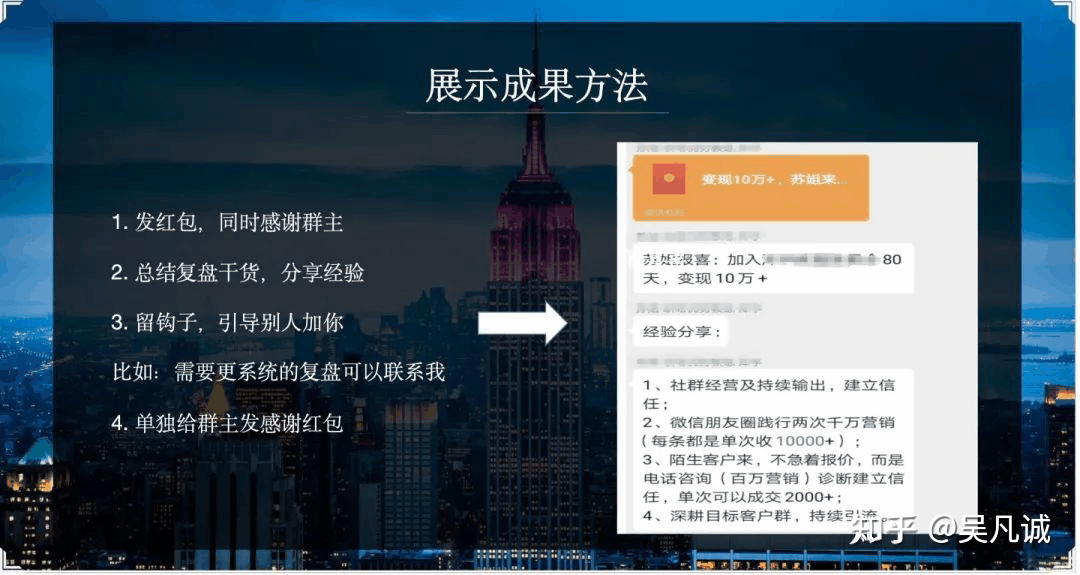 展示成果方法
1. 发红包，同时感谢群主
2. 总结复盘干货，分享经验
3. 留钩子，引导别人加你
比如：需要更系统的复盘可以联系我
4. 单独给群主发感谢红包
变现10万+，苏姐来...
苏姐报喜：加入 80
天，变现10万+
经验分享：
1、社群经营及持续输出，建立信
任；
2、微信朋友圈践行两次千万营销
（每条都是单次收10000+）；
3、陌生客户来，不急着报价，而是
电话咨询（百万营销）诊断建立信
任，单次可以成交2000+；
4、深耕目标客户群，持续引流。
知乎 @吴凡诚